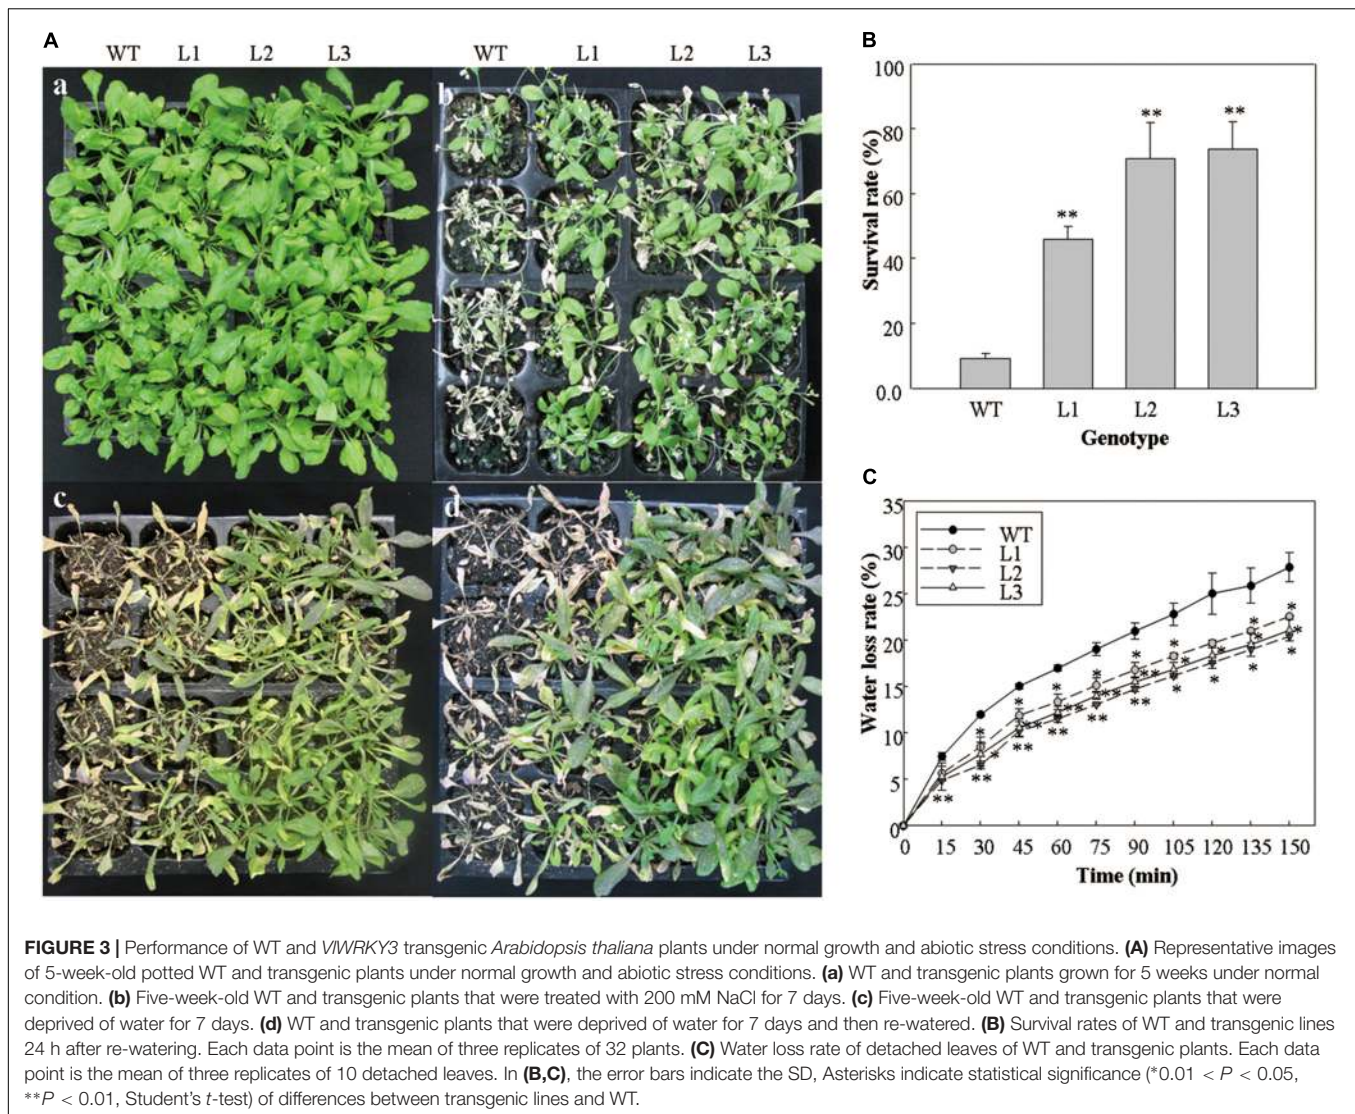 A
WT L1 L2 L3 WT L1 L2 L3
a
b
c
d
B
100
80
60
40
20
0.0
Survival rate (%)
** ** **
WT L1 L2 L3
Genotype
C
35
30
25
20
15
10
5
0
Water loss rate (%)
WT
L1
L2
L3
0 15 30 45 60 75 90 105 120 135 150
Time (min)
FIGURE 3 | Performance of WT and VlWRKY3 transgenic Arabidopsis thaliana plants under normal growth and abiotic stress conditions. (A) Representative images
of 5-week-old potted WT and transgenic plants under normal growth and abiotic stress conditions. (a) WT and transgenic plants grown for 5 weeks under normal
condition. (b) Five-week-old WT and transgenic plants that were treated with 200 mM NaCl for 7 days. (c) Five-week-old WT and transgenic plants that were
deprived of water for 7 days. (d) WT and transgenic plants that were deprived of water for 7 days and then re-watered. (B) Survival rates of WT and transgenic lines
24 h after re-watering. Each data point is the mean of three replicates of 32 plants. (C) Water loss rate of detached leaves of WT and transgenic plants. Each data
point is the mean of three replicates of 10 detached leaves. In (B,C), the error bars indicate the SD, Asterisks indicate statistical significance (*0.01 < P < 0.05,
**P < 0.01, Student's t-test) of differences between transgenic lines and WT.